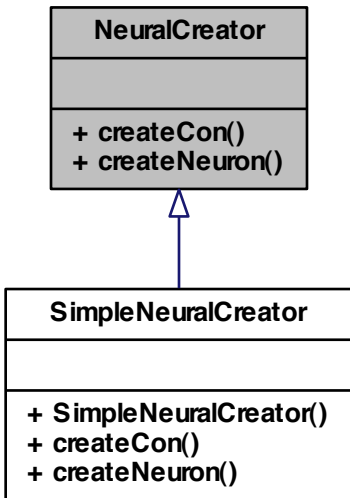 NeuralCreator
+ createCon()
+ createNeuron()
SimpleNeuralCreator
+ SimpleNeuralCreator()
+ createCon()
+ createNeuron()